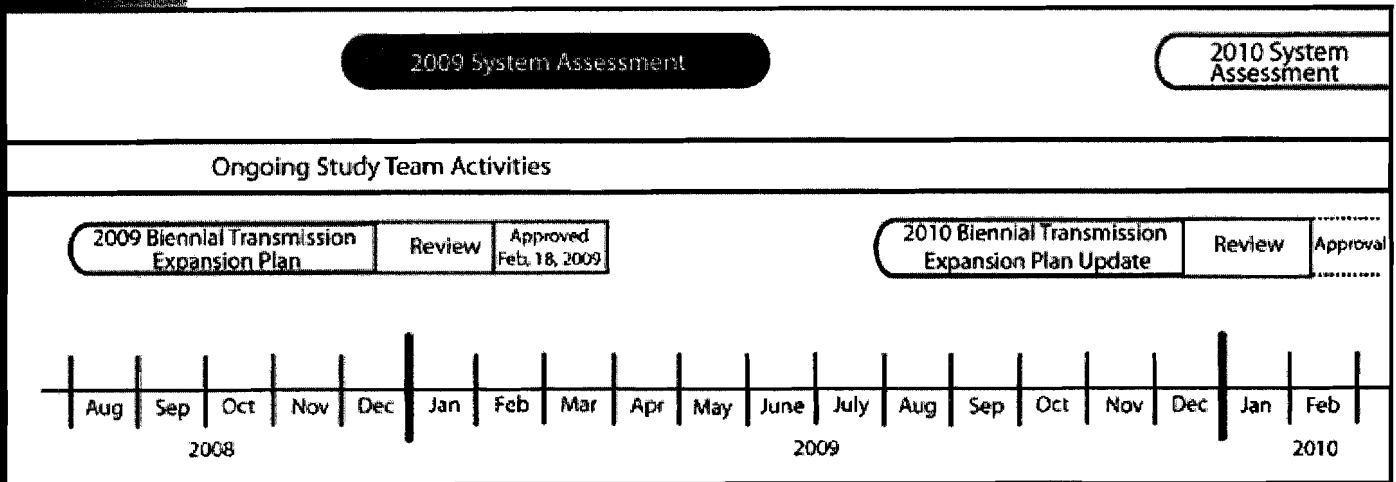 2009 System Assessment
2010 System
Assessment
Ongoing Study Team Activities
2009 Biennial Transmission
Expansion Plan
Review
Approved
Feb. 18, 2009
2010 Biennial Transmission
Expansion Plan Update
Review
Approval
Aug Sep Oct Nov Dec Jan Feb Mar Apr May June July Aug Sep Oct Nov Dec Jan Feb
2008 2009 2010